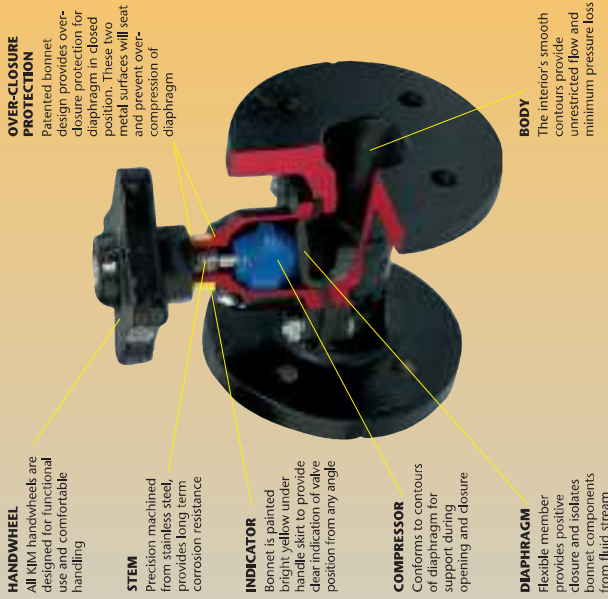 HANDWHEEL
All KIM handwheels are
designed for functional
use and comfortable
handling
STEM
Precision machined
from stainless steel,
provides long term
corrosion resistance
INDICATOR
Bonnet is painted
bright yellow under
handle skirt to provide
clear indication of valve
position from any angle
COMPRESSOR
Conforms to contours
of diaphragm for
support during
opening and closure
DIAPHRAGM
Flexible member
provides positive
closure and isolates
bonnet components
from fluid stream
OVER-CLOSURE
PROTECTION
Patented bonnet
design provides over-
closure protection for
diaphragm in closed
position. These two
metal surfaces will seat
and prevent over-
compression of
diaphragm
BODY
The interior's smooth
contours provide
unrestricted flow and
minimum pressure loss